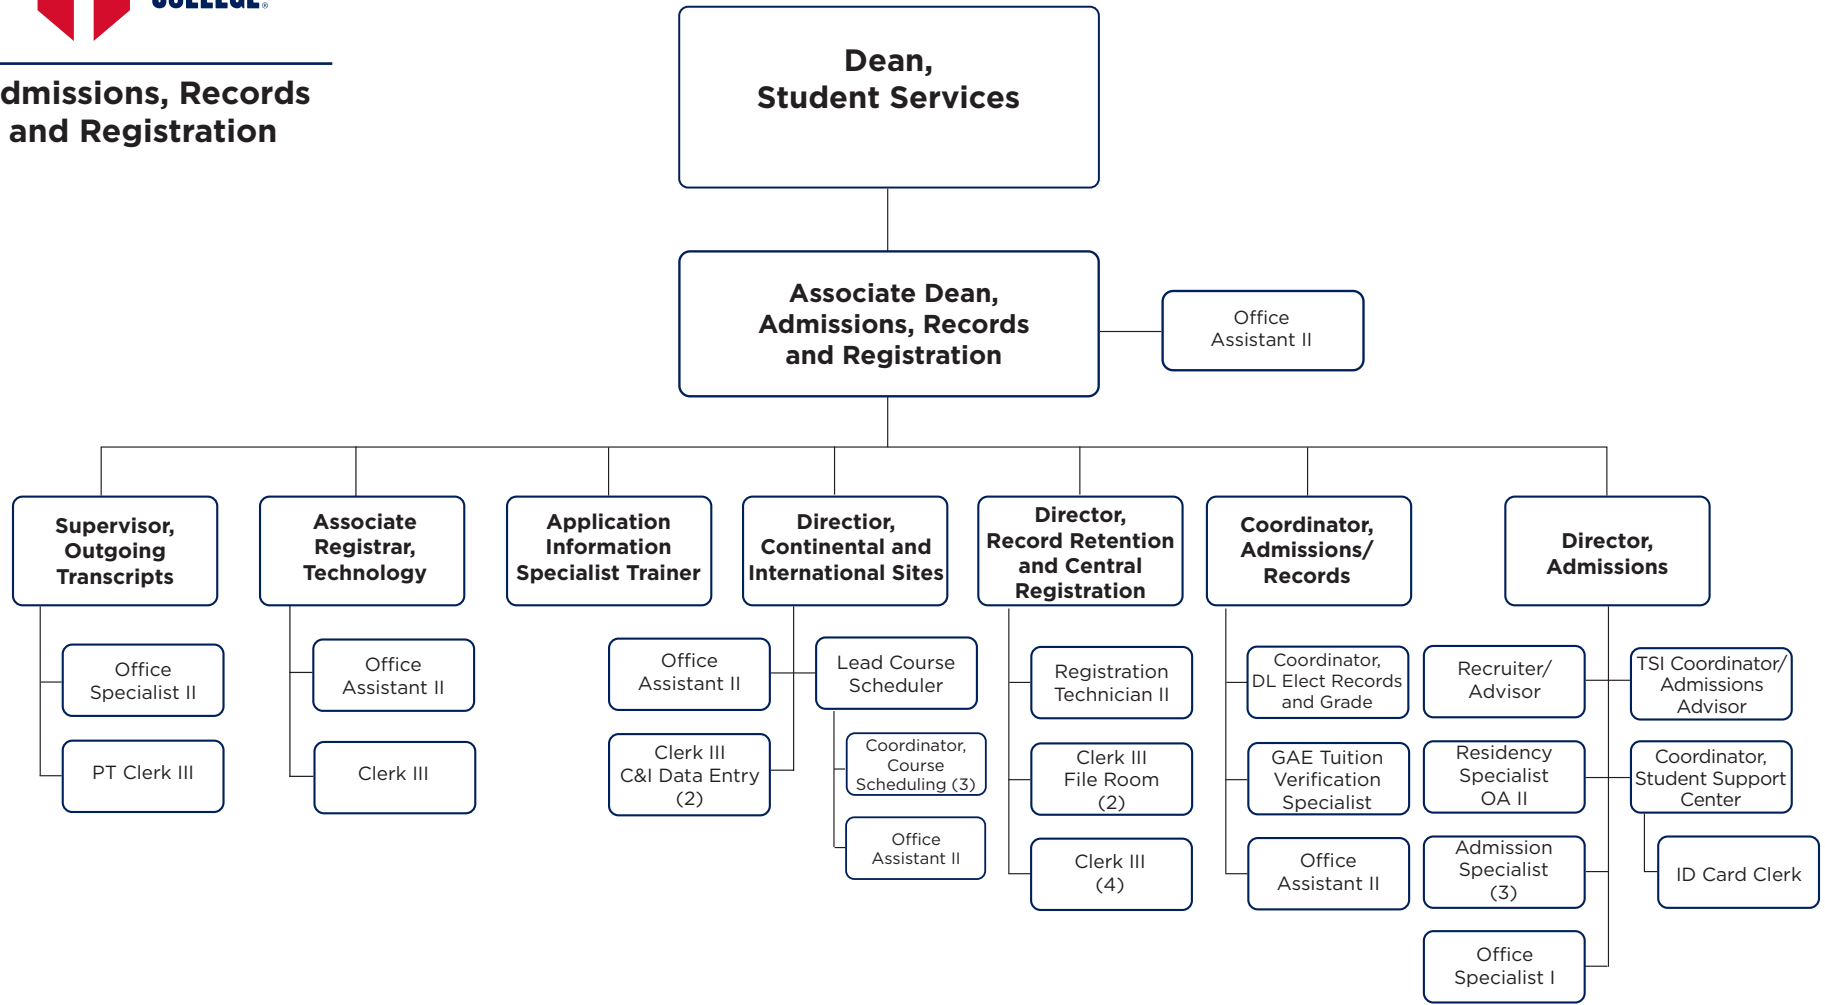 COLLEGE®
dmissions, Records
and Registration
Dean,
Student Services
Associate Dean,
Admissions, Records
and Registration
Office
Assistant II
Supervisor,
Outgoing
Transcripts
Office
Specialist II
PT Clerk III
Associate
Registrar,
Technology
Office
Assistant II
Clerk III
Application
Information
Specialist Trainer
Directior,
Continental and
International Sites
Office
Assistant II
Clerk III
C&I Data Entry
(2)
Lead Course
Scheduler
Coordinator,
Course
Scheduling (3)
Office
Assistant II
Director,
Record Retention
and Central
Registration
Registration
Technician II
Clerk III
File Room
(2)
Clerk III
(4)
Coordinator,
Admissions/
Records
Coordinator,
DL Elect Records
and Grade
GAE Tuition
Verification
Specialist
Office
Assistant II
Director,
Admissions
Recruiter/
Advisor
Residency
Specialist
OA II
Admission
Specialist
(3)
Office
Specialist I
TSI Coordinator/
Admissions
Advisor
Coordinator,
Student Support
Center
ID Card Clerk